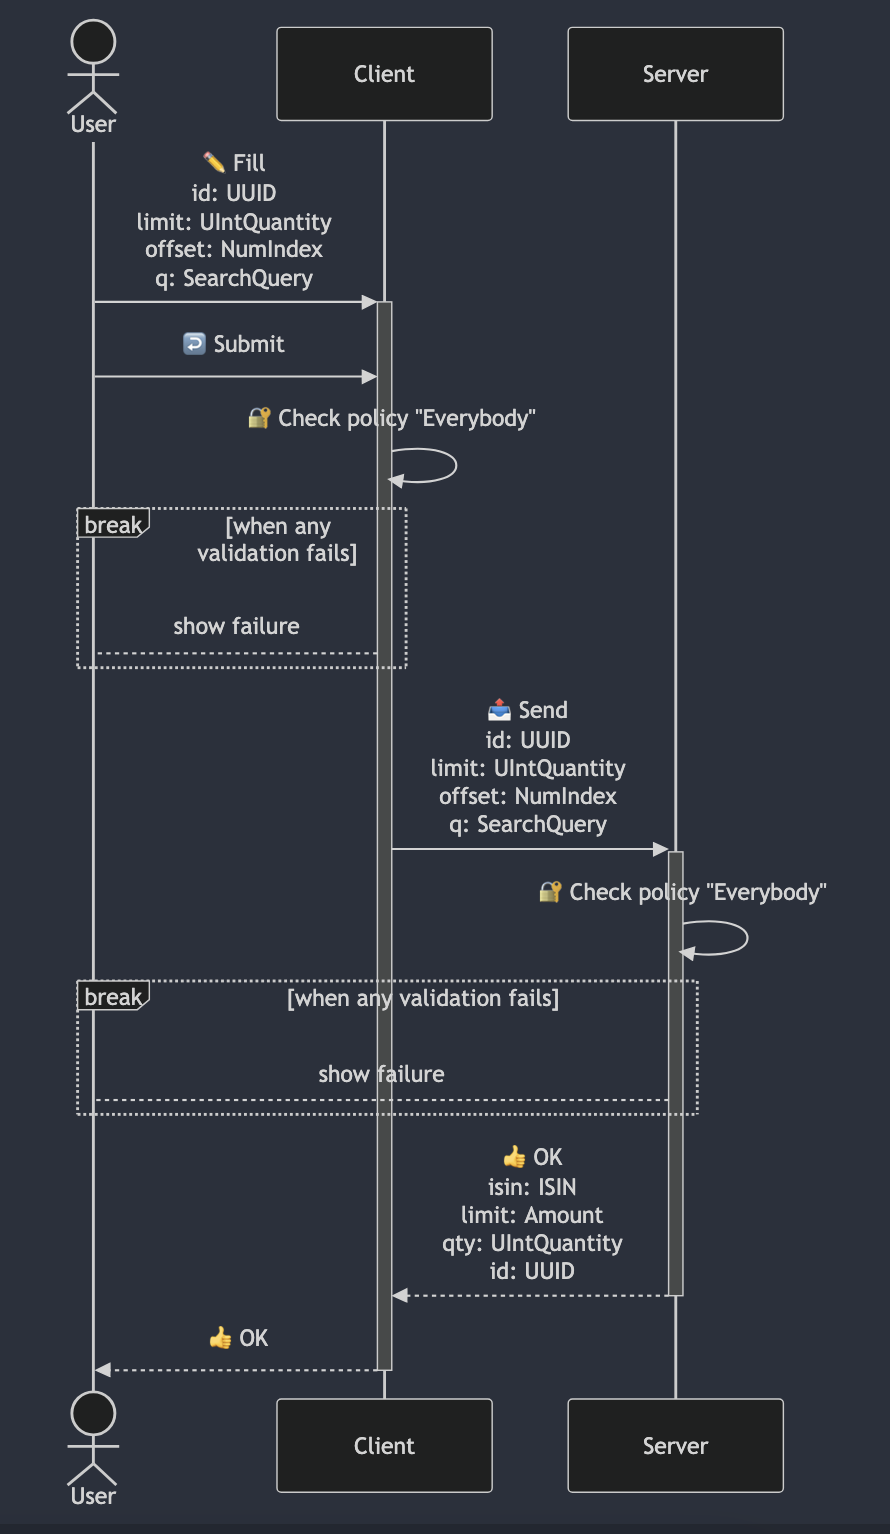 User
Client
Server
✏️ Fill
id: UUID
limit: UIntQuantity
offset: NumIndex
q: SearchQuery
↩️ Submit
🔐 Check policy "Everybody"
break
[when any
validation fails]
show failure
📤 Send
id: UUID
limit: UIntQuantity
offset: NumIndex
q: SearchQuery
🔐 Check policy "Everybody"
break
[when any validation fails]
show failure
👍 OK
isin: ISIN
limit: Amount
qty: UIntQuantity
id: UUID
👍 OK
User
Client
Server